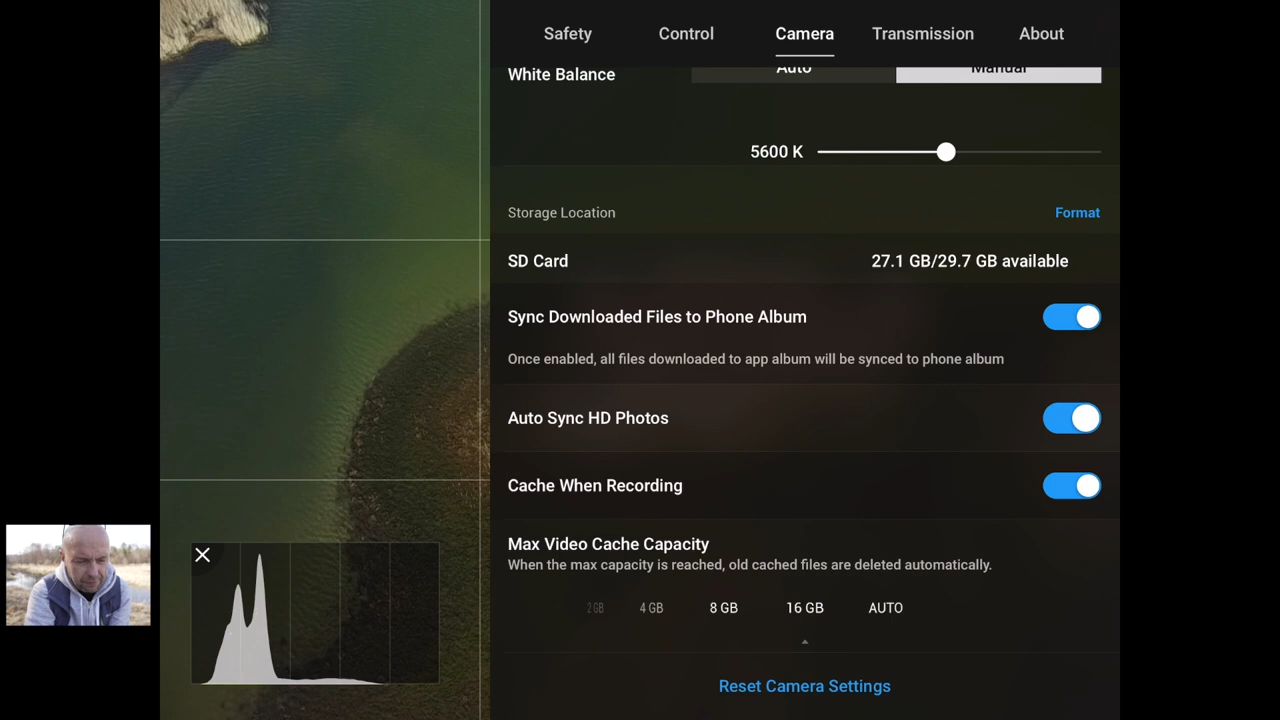 Safety Control Camera Transmission About
White Balance Auto Manual
5600 K
Storage Location Format
SD Card 27.1 GB/29.7 GB available
Sync Downloaded Files to Phone Album
Once enabled, all files downloaded to app album will be synced to phone album
Auto Sync HD Photos
Cache When Recording
Max Video Cache Capacity
When the max capacity is reached, old cached files are deleted automatically.
2 GB 4 GB 8 GB 16 GB AUTO
Reset Camera Settings